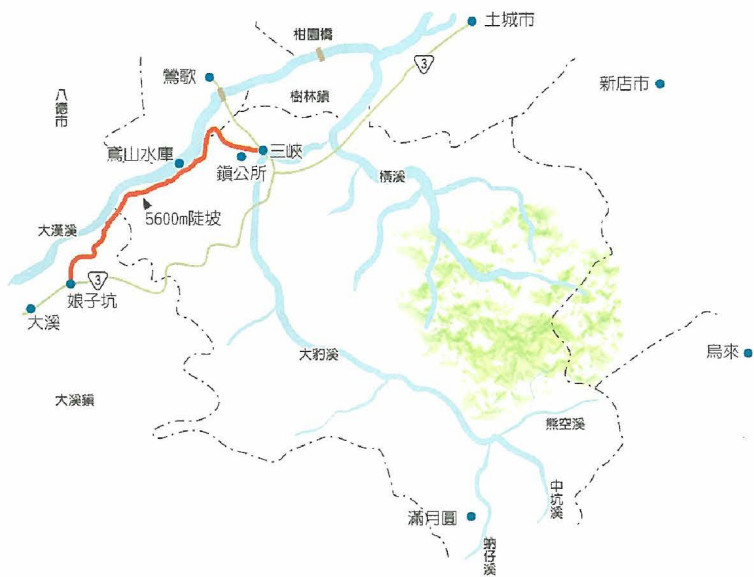 土城市
柑園橋
3
鶯歌
新店市
八德市
樹林鎮
三峽
鳶山水庫
鎮公所
橫溪
5600m陡坡
大漢溪
3
娘子坑
大溪
大豹溪
烏來
大溪鎮
熊空溪
中坑溪
滿月圓
蚋仔溪